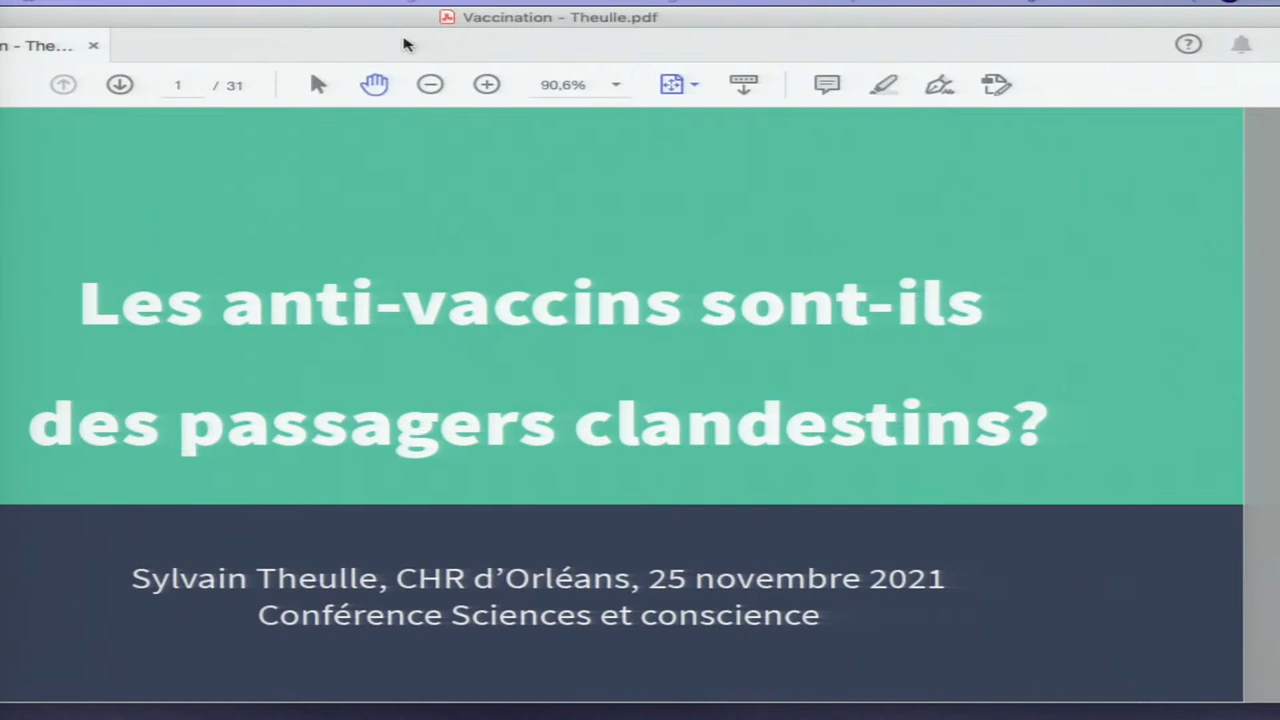 Vaccination - Theulle.pdf
n - The...
1 / 31
90,6%
Les anti-vaccins sont-ils
des passagers clandestins?
Sylvain Theulle, CHR d’Orléans, 25 novembre 2021
Conférence Sciences et conscience